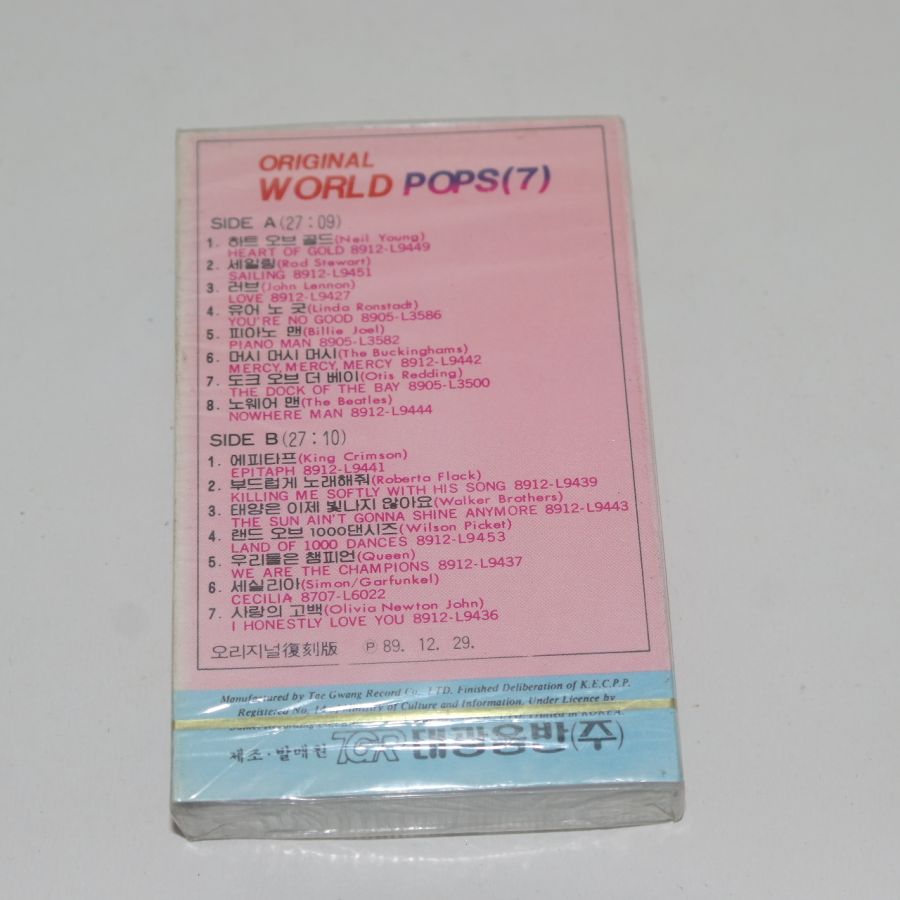 ORIGINAL
WORLD POPS(7)
SIDE A(27:09)
1. 하트 오브 골드(Neil Young)
HEART OF GOLD 8912-L9449
2. 세일링(Rod Stewart)
SAILING 8912-L9451
3. 러브(John Lennon)
LOVE 8912-L9427
4. 유어 노 굿(Linda Ronstadt)
YOU'RE NO GOOD 8905-L3586
5. 피아노 맨(Billie Joel)
PIANO MAN 8905-L3582
6. 머시 머시 머시(The Buckinghams)
MERCY, MERCY, MERCY 8912-L9442
7. 도크 오브 더 베이(Otis Redding)
THE DOCK OF THE BAY 8905-L3500
8. 노웨어 맨(The Beatles)
NOWHERE MAN 8912-L9444
SIDE B(27:10)
1. 에피타프(King Crimson)
EPITAPH 8912-L9441
2. 부드럽게 노래해줘(Roberta Flack)
KILLING ME SOFTLY WITH HIS SONG 8912-L9439
3. 태양은 이제 빛나지 않아요(Walker Brothers)
THE SUN AIN'T GONNA SHINE ANYMORE 8912-L9443
4. 랜드 오브 1000댄시즈(Wilson Picket)
LAND OF 1000 DANCES 8912-L9453
5. 우리들은 챔피언(Queen)
WE ARE THE CHAMPIONS 8912-L9437
6. 세실리아(Simon/Garfunkel)
CECILIA 8707-L6022
7. 사랑의 고백(Olivia Newton John)
I HONESTLY LOVE YOU 8912-L9436
오리지널復刻版 ℗ 89. 12. 29.
Manufactured by Tae Gwang Record Co., LTD. Finished Deliberation of K.E.C.P.P.
Registered No. Ministry of Culture and Information. Under Licence by
in KOREA.
제조·발매원 TGR 태광음반(주)